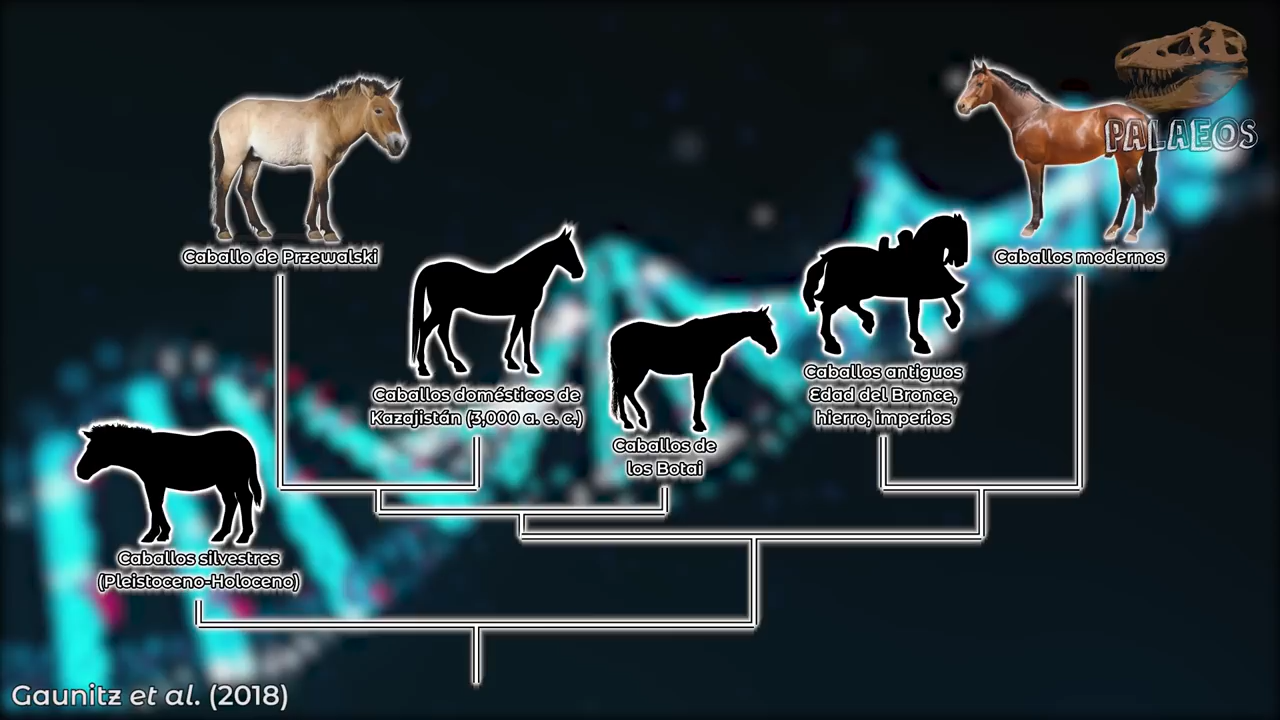 PALAEOS
Caballo de Przewalski
Caballos modernos
Caballos domésticos de
Kazajistán (3,000 a. e. c.)
Caballos antiguos
Edad del Bronce,
hierro, imperios
Caballos de
los Botai
Caballos silvestres
(Pleistoceno-Holoceno)
Gaunitz et al. (2018)